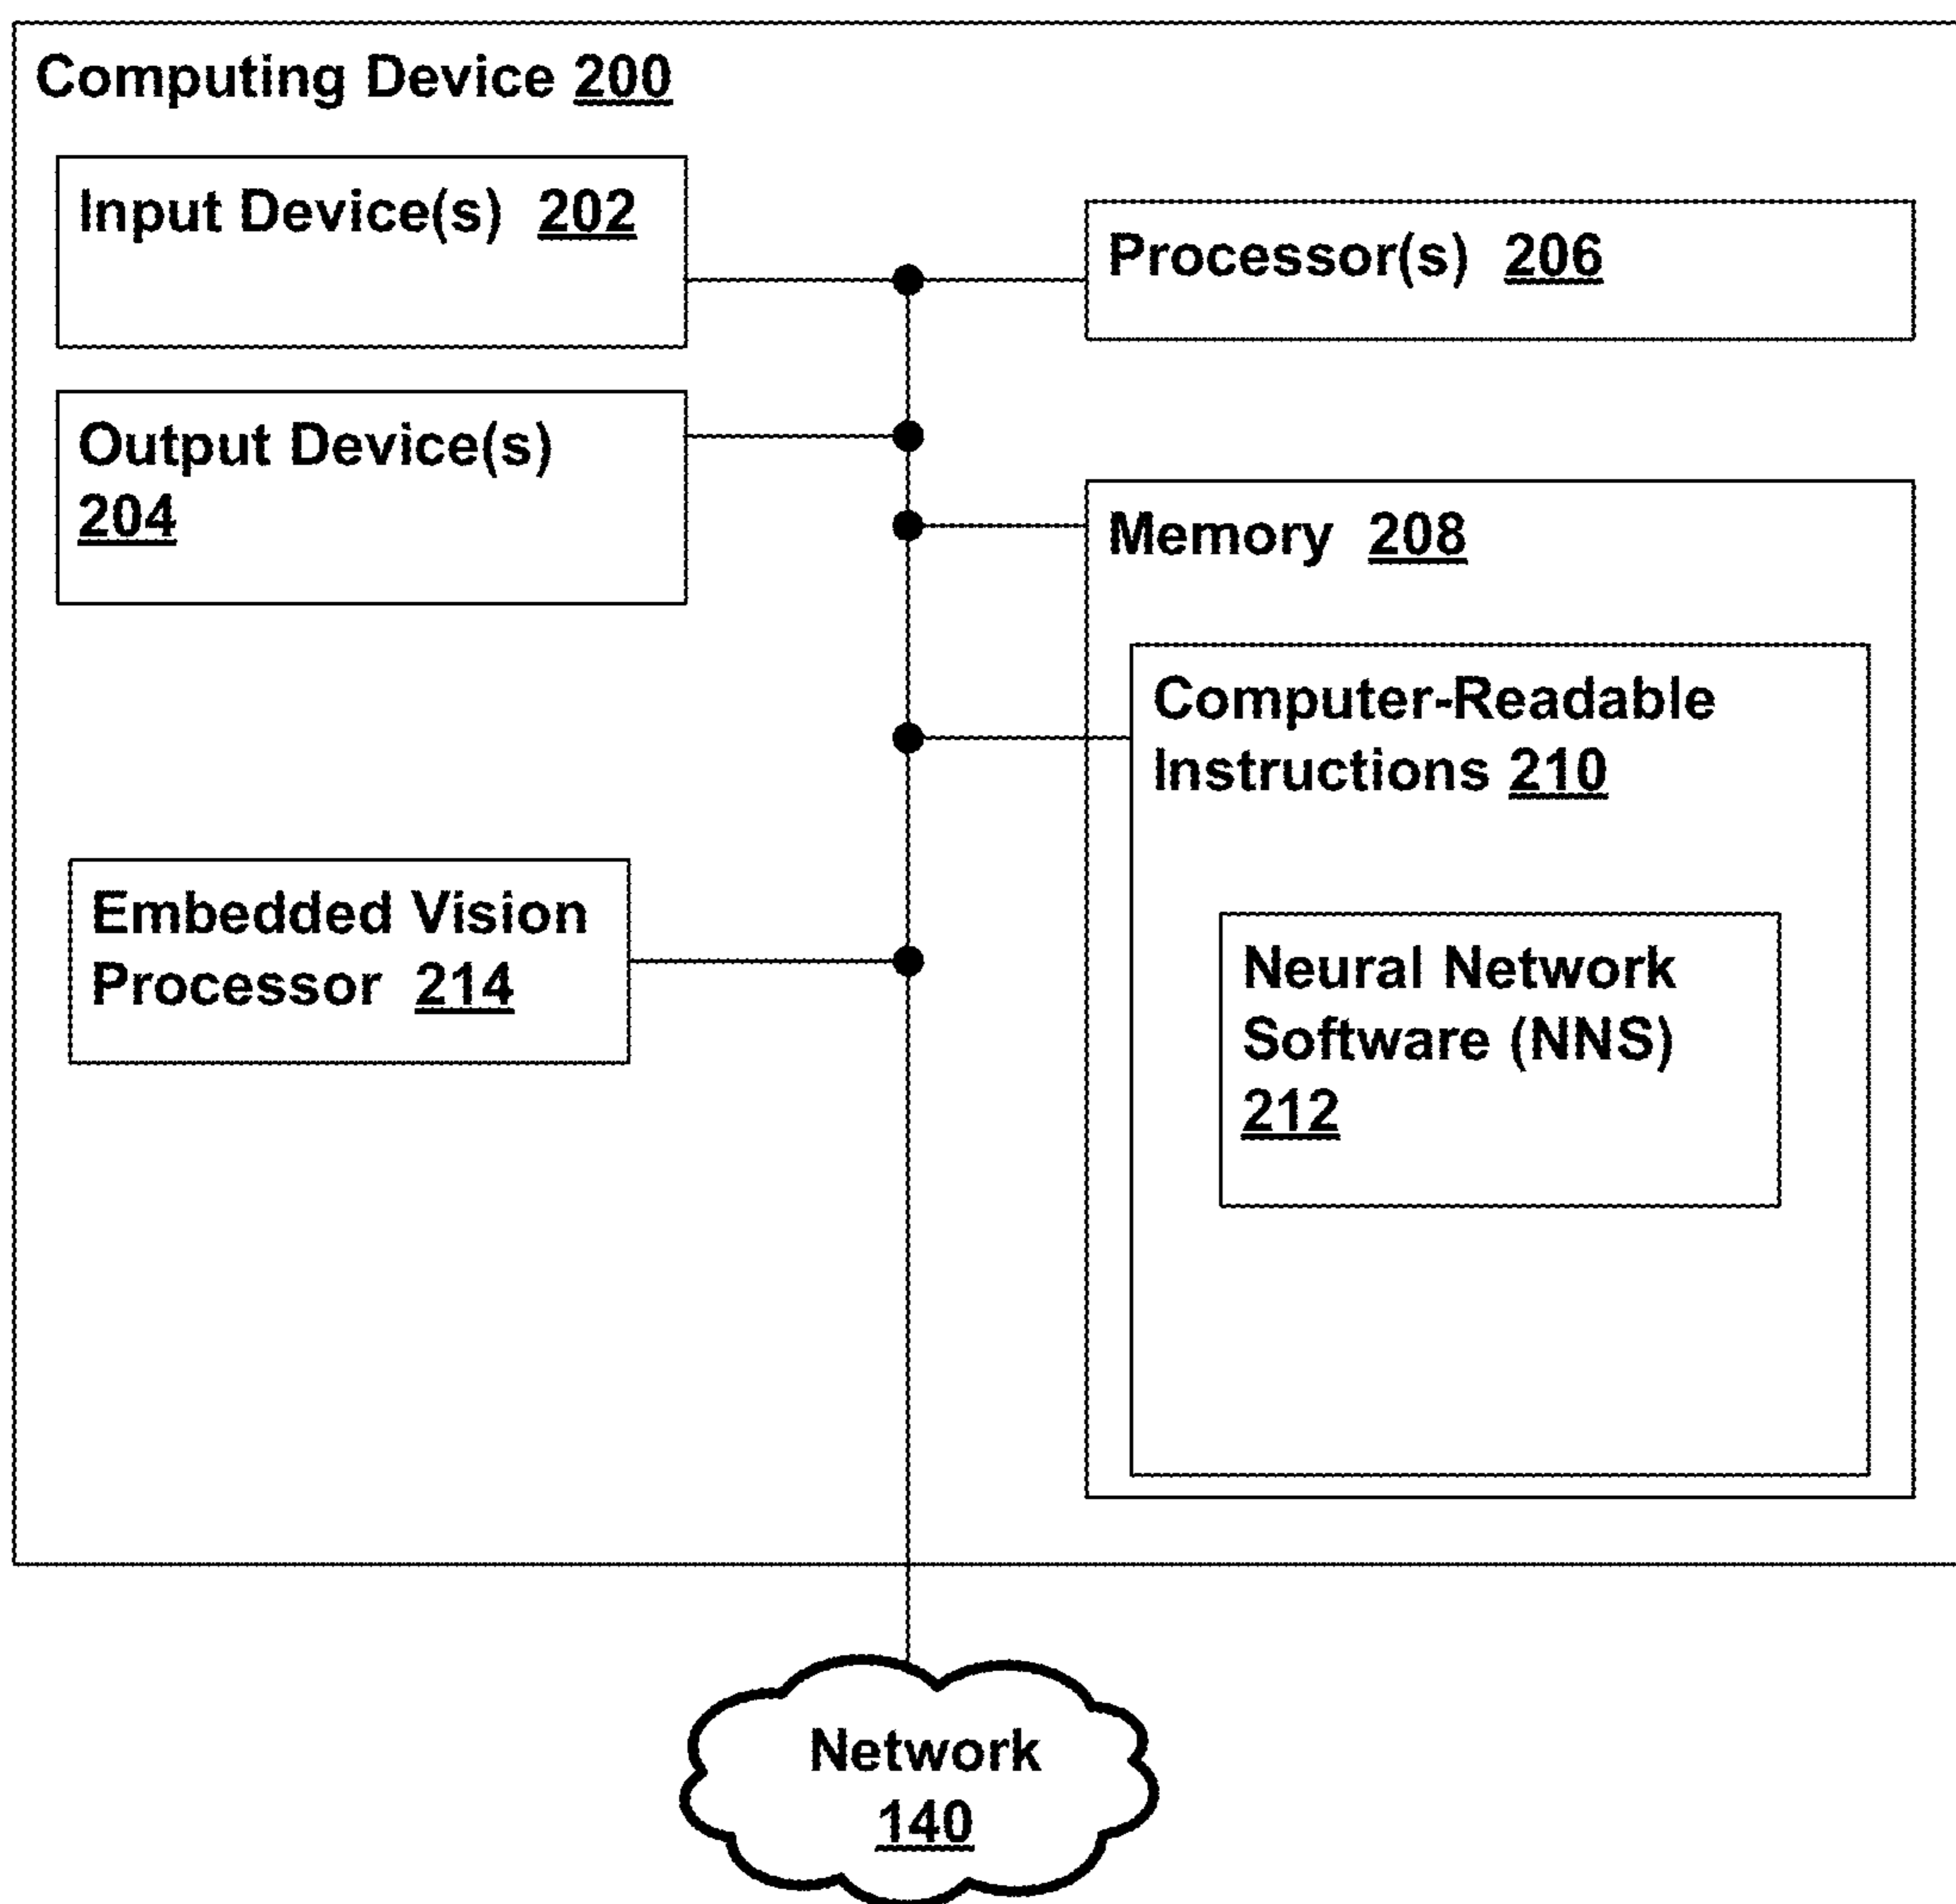 Computing Device 200
Input Device(s) 202
Processor(s) 206
Output Device(s)
204
Memory 208
Computer-Readable
Instructions 210
Embedded Vision
Processor 214
Neural Network
Software (NNS)
212
Network
140